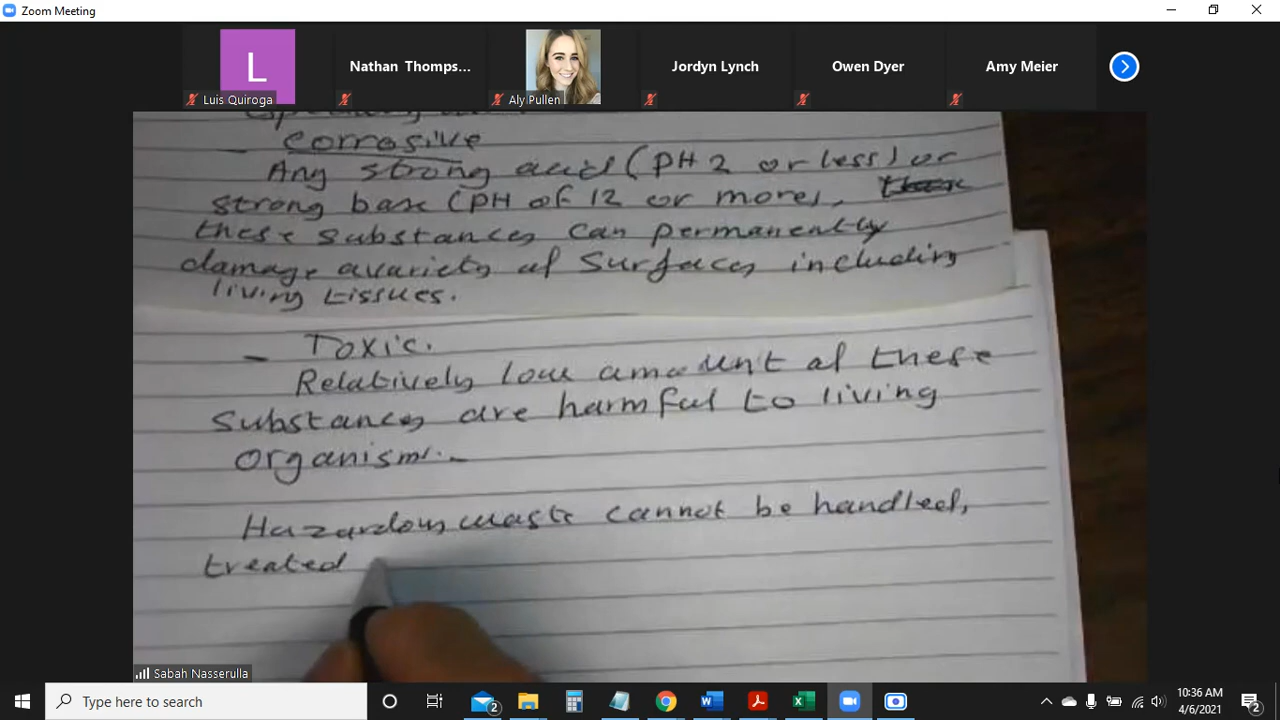 Zoom Meeting
L
Luis Quiroga
Nathan Thomps...
Aly Pullen
Jordyn Lynch
Owen Dyer
Amy Meier
- Corrosive
Any strong acid (PH 2 or less) or
strong base (PH of 12 or more),
these substances can permanently
damage avariety of surfaces including
living tissues.
- Toxic.
Relatively low amount of these
substances are harmful to living
organism.
Hazardous waste cannot be handled,
treated
Sabah Nasserulla
Type here to search
2
10:36 AM
4/6/2021
2